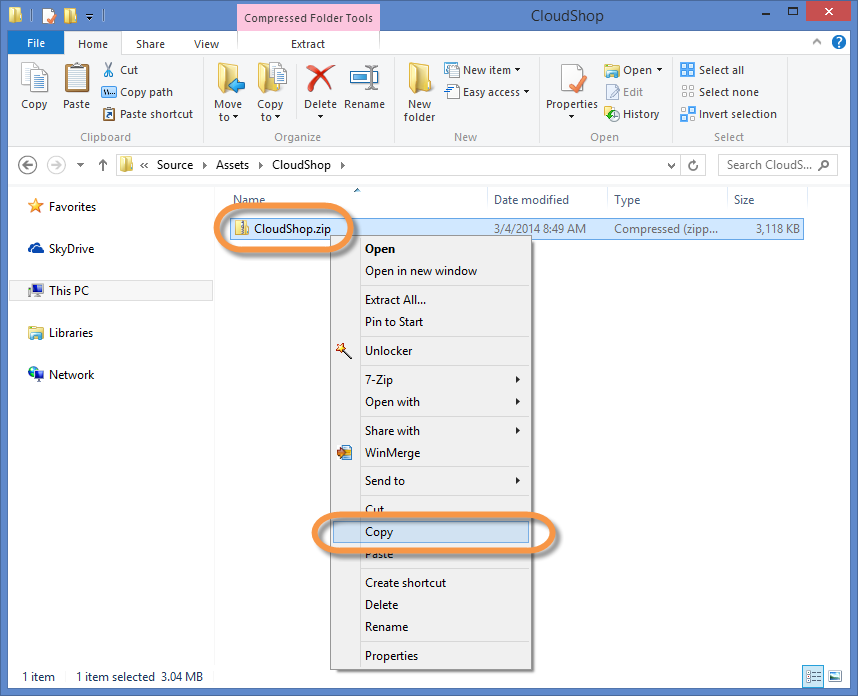 Compressed Folder Tools
CloudShop
File
Home
Share
View
Extract
Copy
Paste
Cut
Copy path
Paste shortcut
Clipboard
Move to
Copy to
Delete
Rename
Organize
New folder
New item
Easy access
New
Properties
Open
Edit
History
Open
Select all
Select none
Invert selection
Select
« Source Assets CloudShop
Search CloudS...
Name
Date modified
Type
Size
Favorites
SkyDrive
This PC
Libraries
Network
CloudShop.zip
3/4/2014 8:49 AM
Compressed (zipp...
3,118 KB
Open
Open in new window
Extract All...
Pin to Start
Unlocker
7-Zip
Open with
Share with
WinMerge
Send to
Cut
Copy
Paste
Create shortcut
Delete
Rename
Properties
1 item
1 item selected 3.04 MB